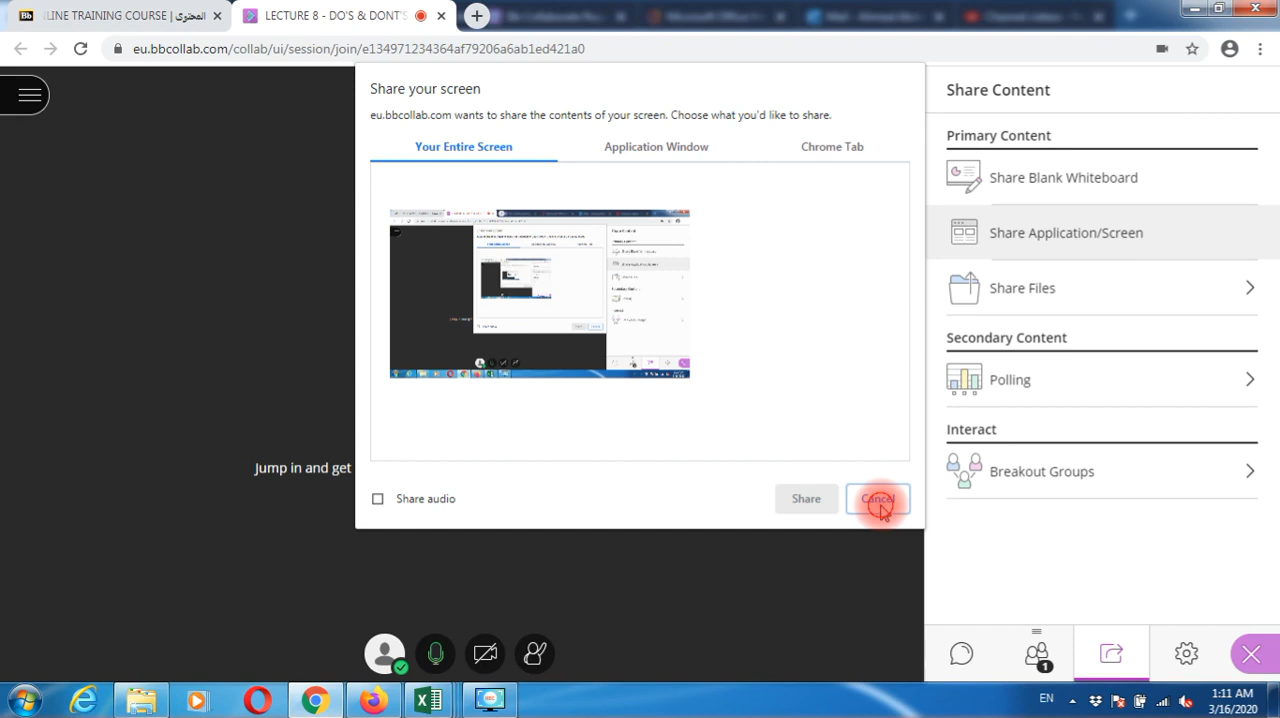 ILINE TRAINING COURSE | المحتوى
LECTURE 8 - DO'S & DONT'S
eu.bbcollab.com/collab/ui/session/join/e134971234364af79206a6ab1ed421a0
Share your screen
eu.bbcollab.com wants to share the contents of your screen. Choose what you'd like to share.
Your Entire Screen
Application Window
Chrome Tab
Share audio
Share
Cancel
Jump in and get
Share Content
Primary Content
Share Blank Whiteboard
Share Application/Screen
Share Files
Secondary Content
Polling
Interact
Breakout Groups
1
EN
1:11 AM
3/16/2020